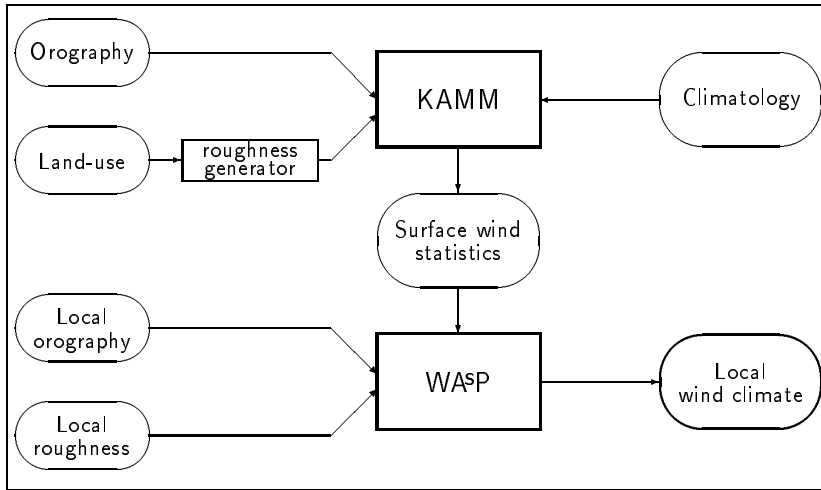 Orography
KAMM
Climatology
Land-use
roughness
generator
Surface wind
statistics
Local
orography
WAsP
Local
wind climate
Local
roughness